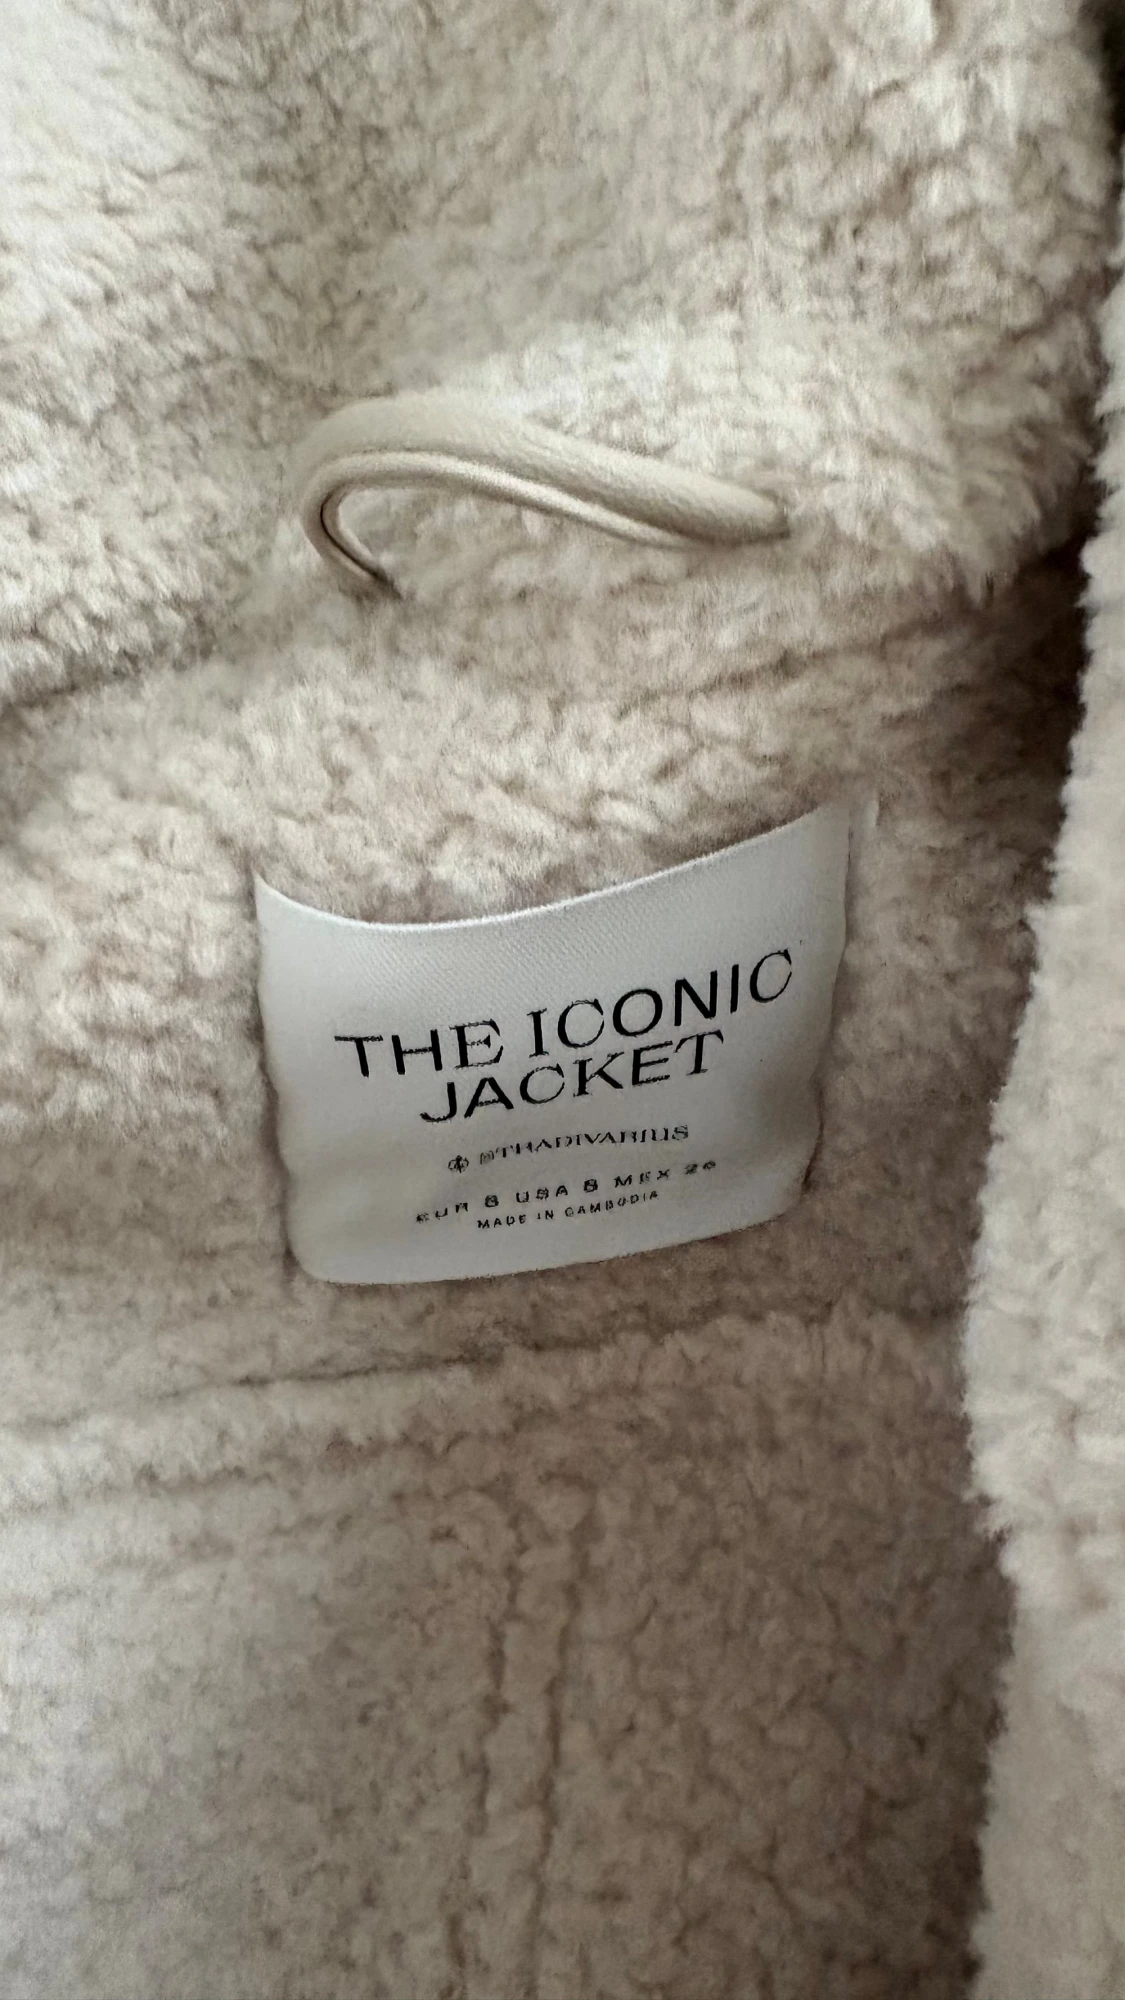 THE ICONIC
JACKET
STRADIVARIUS
EUR S USA S MEX 26
MADE IN CAMBODIA